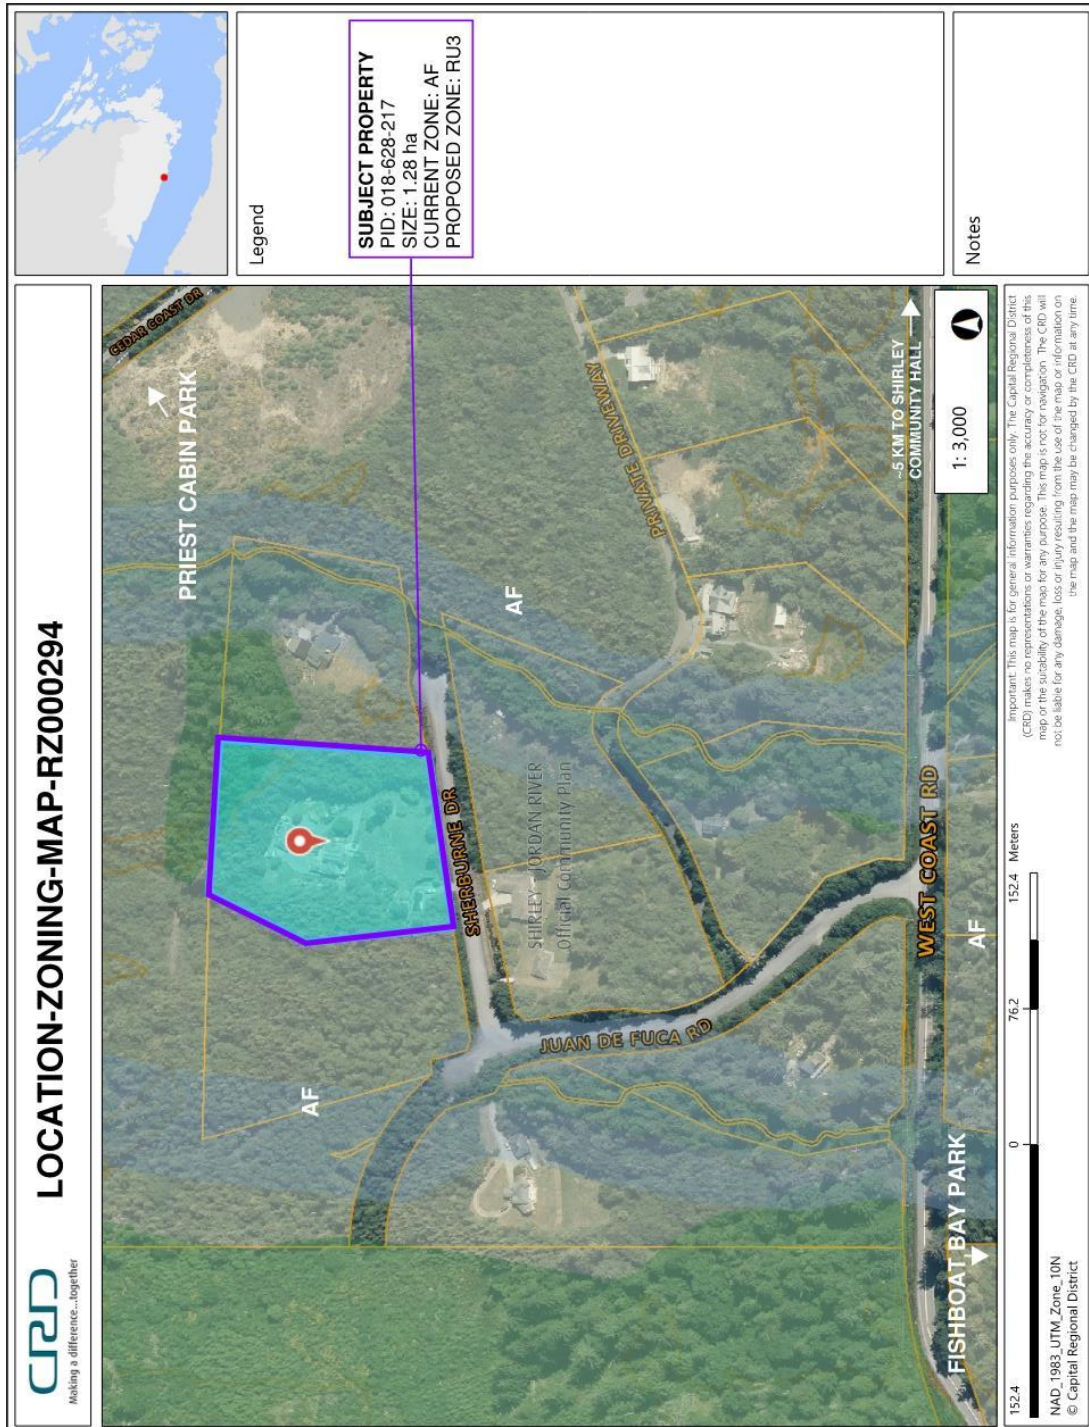 CRD
Making a difference...together
LOCATION-ZONING-MAP-RZ000294
CEDAR COAST DR
PRIEST CABIN PARK
AF
AF
SHERBURNE DR
SHIRLEY - JORDAN RIVER
Official Community Plan
JUAN DE FUCA RD
PRIVATE DRIVEWAY
~5 KM TO SHIRLEY
COMMUNITY HALL
WEST COAST RD
AF
FISHBOAT BAY PARK
1: 3,000
Legend
SUBJECT PROPERTY
PID: 018-628-217
SIZE: 1.28 ha
CURRENT ZONE: AF
PROPOSED ZONE: RU3
Notes
152.4
0
76.2
152.4 Meters
NAD_1983_UTM_Zone_10N
© Capital Regional District
Important: This map is for general information purposes only. The Capital Regional District
(CRD) makes no representations or warranties regarding the accuracy or completeness of this
map or the suitability of the map for any purpose. This map is not for navigation. The CRD will
not be liable for any damage, loss or injury resulting from the use of the map or information on
the map and the map may be changed by the CRD at any time.